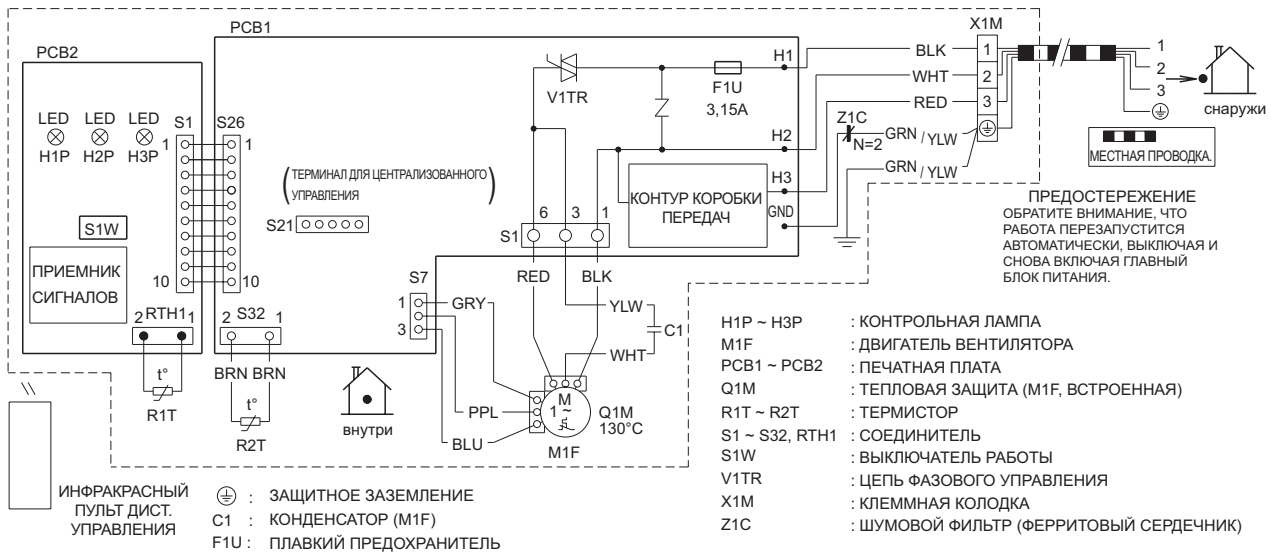 PCB1
X1M
PCB2
H1
BLK
1
1
V1TR
F1U
3,15A
WHT
2
2
RED
3
3
снаружи
LED LED LED
H1P H2P H3P
S1 S26
1 1
Z1C
N=2
GRN / YLW
H2
GRN / YLW
МЕСТНАЯ ПРОВОДКА.
(ТЕРМИНАЛ ДЛЯ ЦЕНТРАЛИЗОВАННОГО
УПРАВЛЕНИЯ)
H3
КОНТУР КОРОБКИ
ПЕРЕДАЧ
GND
ПРЕДОСТЕРЕЖЕНИЕ
ОБРАТИТЕ ВНИМАНИЕ, ЧТО
РАБОТА ПЕРЕЗАПУСТИТСЯ
АВТОМАТИЧЕСКИ, ВЫКЛЮЧАЯ И
СНОВА ВКЛЮЧАЯ ГЛАВНЫЙ
БЛОК ПИТАНИЯ.
S1W
S21
6 3 1
S1
ПРИЕМНИК
СИГНАЛОВ
10 10
S7
RED BLK
1 GRY
3
YLW
C1
WHT
2 RTH1 1
2 S32 1
BRN BRN
t°
R1T
t°
R2T
внутри
PPL
BLU
M
1 ~
Q1M
130°C
M1F
ИНФРАКРАСНЫЙ
ПУЛЬТ ДИСТ.
УПРАВЛЕНИЯ
: ЗАЩИТНОЕ ЗАЗЕМЛЕНИЕ
C1 : КОНДЕНСАТОР (M1F)
F1U : ПЛАВКИЙ ПРЕДОХРАНИТЕЛЬ
H1P ~ H3P : КОНТРОЛЬНАЯ ЛАМПА
M1F : ДВИГАТЕЛЬ ВЕНТИЛЯТОРА
PCB1 ~ PCB2 : ПЕЧАТНАЯ ПЛАТА
Q1M : ТЕПЛОВАЯ ЗАЩИТА (M1F, ВСТРОЕННАЯ)
R1T ~ R2T : ТЕРМИСТОР
S1 ~ S32, RTH1 : СОЕДИНИТЕЛЬ
S1W : ВЫКЛЮЧАТЕЛЬ РАБОТЫ
V1TR : ЦЕПЬ ФАЗОВОГО УПРАВЛЕНИЯ
X1M : КЛЕММНАЯ КОЛОДКА
Z1C : ШУМОВОЙ ФИЛЬТР (ФЕРРИТОВЫЙ СЕРДЕЧНИК)